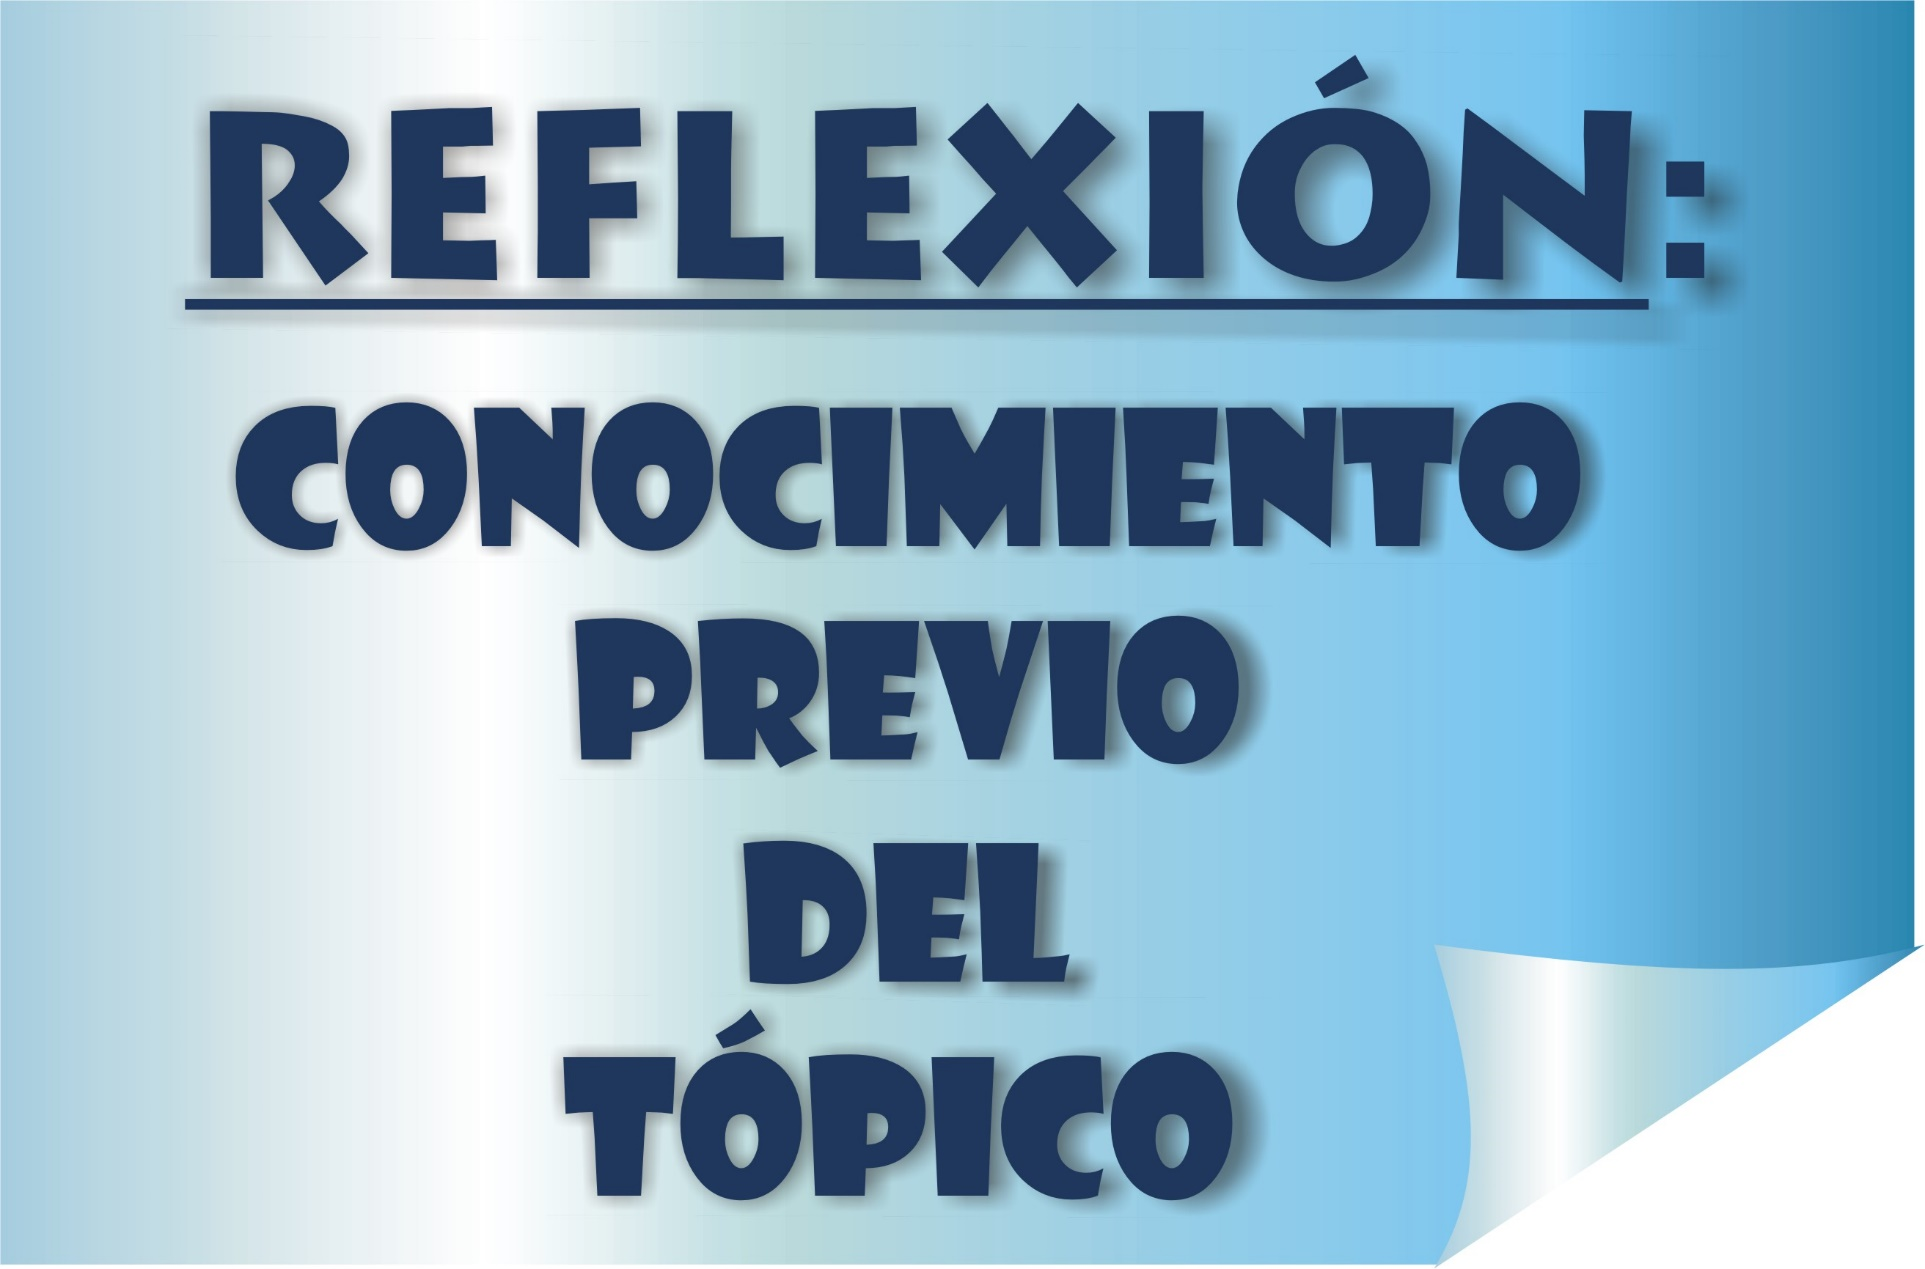 REFLEXIÓN:
CONOCIMIENTO
PREVIO
DEL
TÓPICO